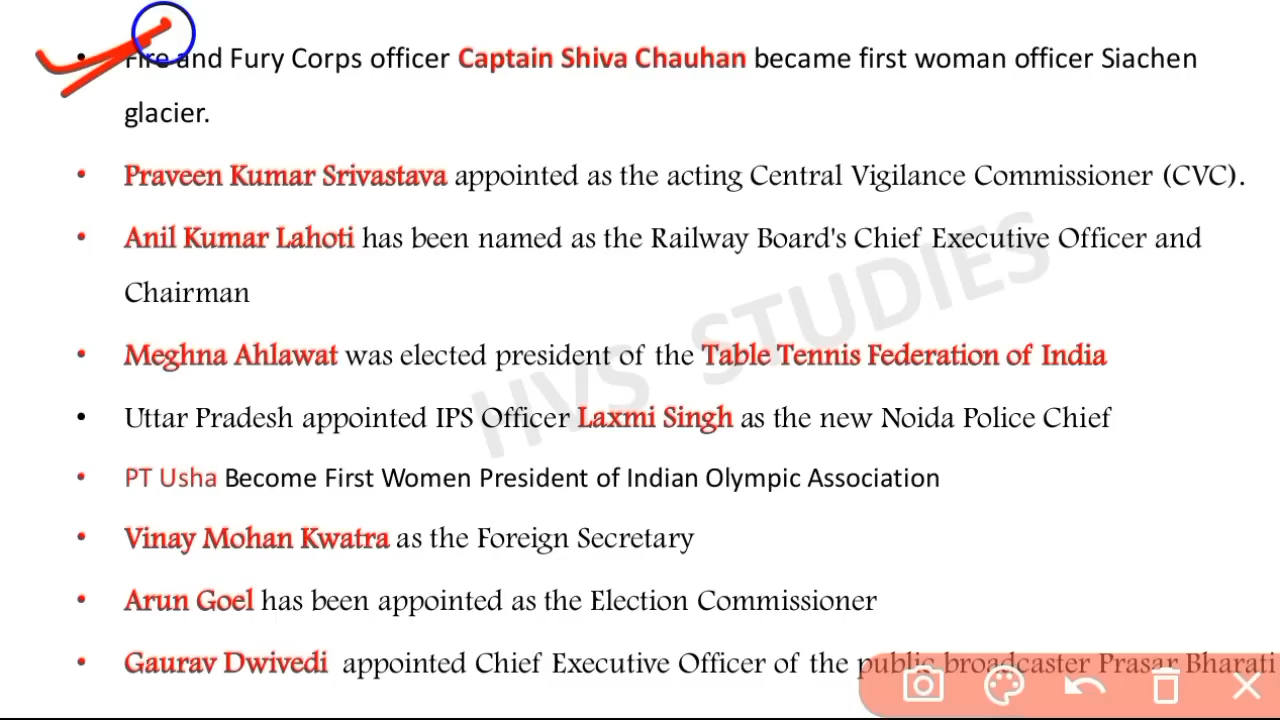 • Fire and Fury Corps officer Captain Shiva Chauhan became first woman officer Siachen
glacier.
• Praveen Kumar Srivastava appointed as the acting Central Vigilance Commissioner (CVC).
• Anil Kumar Lahoti has been named as the Railway Board's Chief Executive Officer and
Chairman
• Meghna Ahlawat was elected president of the Table Tennis Federation of India
• Uttar Pradesh appointed IPS Officer Laxmi Singh as the new Noida Police Chief
• PT Usha Become First Women President of Indian Olympic Association
• Vinay Mohan Kwatra as the Foreign Secretary
• Arun Goel has been appointed as the Election Commissioner
• Gaurav Dwivedi appointed Chief Executive Officer of the public broadcaster Prasar Bharati
HVS STUDIES